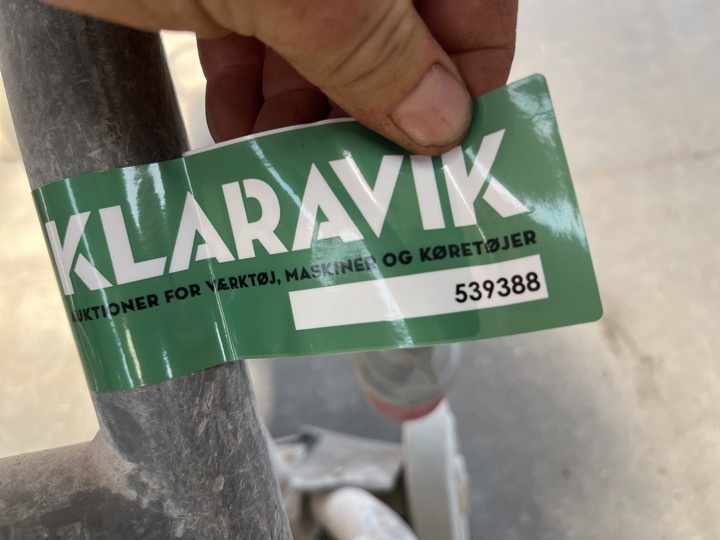 KLARAVIK
AUKTIONER FOR VÆRKTØJ, MASKINER OG KØRETØJER
539388